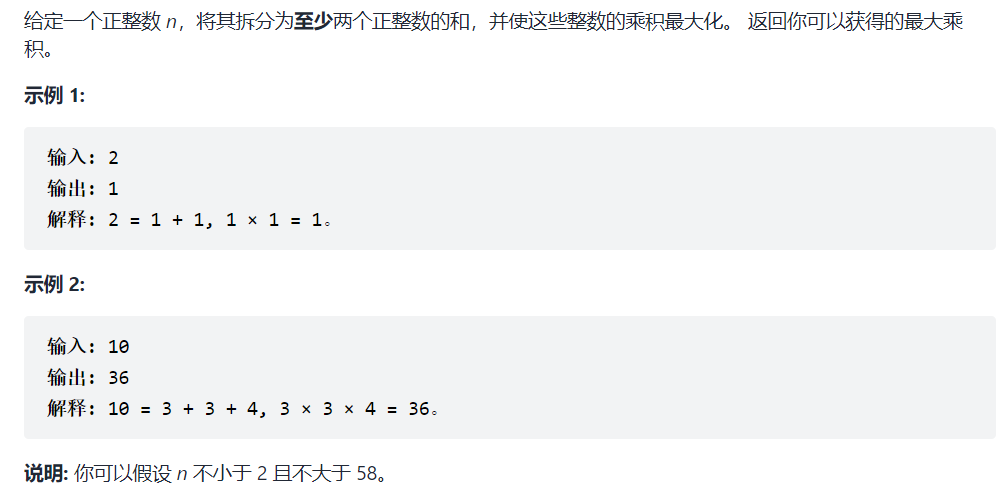 给定一个正整数 n，将其拆分为至少两个正整数的和，并使这些整数的乘积最大化。 返回你可以获得的最大乘
积。
示例 1:
输入: 2
输出: 1
解释: 2 = 1 + 1, 1 × 1 = 1。
示例 2:
输入: 10
输出: 36
解释: 10 = 3 + 3 + 4, 3 × 3 × 4 = 36。
说明: 你可以假设 n 不小于 2 且不大于 58。